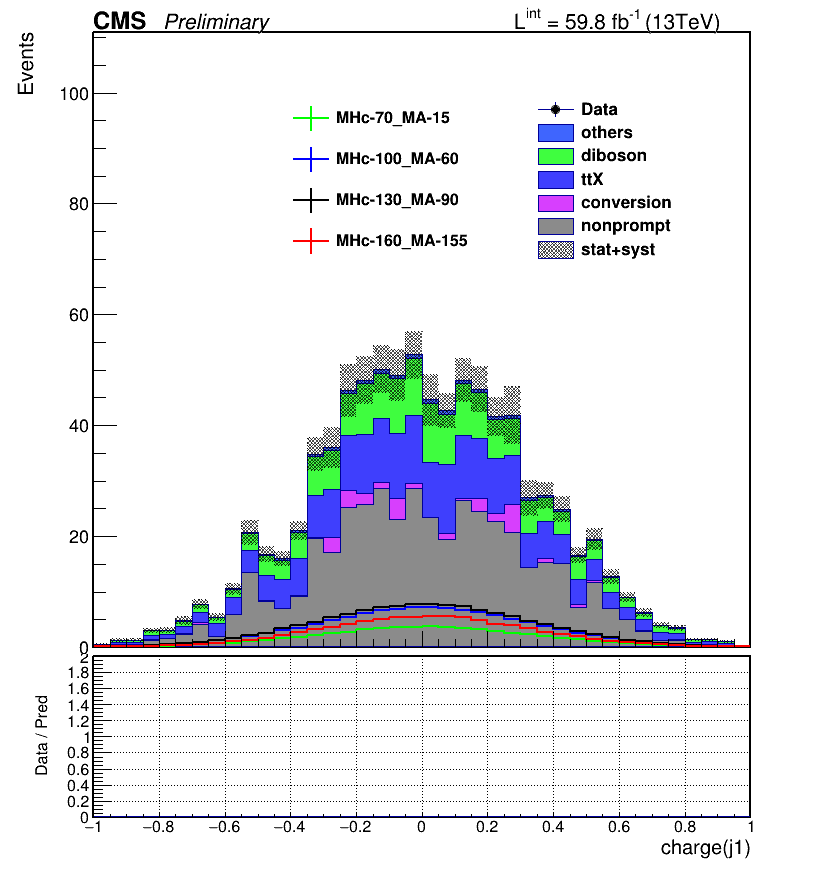 CMS Preliminary L^int = 59.8 fb^-1 (13TeV)
Events
100
80
60
40
20
0
MHc-70_MA-15
MHc-100_MA-60
MHc-130_MA-90
MHc-160_MA-155
Data
others
diboson
ttX
conversion
nonprompt
stat+syst
Data / Pred
2
1.8
1.6
1.4
1.2
1
0.8
0.6
0.4
0.2
0
−1 −0.8 −0.6 −0.4 −0.2 0 0.2 0.4 0.6 0.8 1
charge(j1)